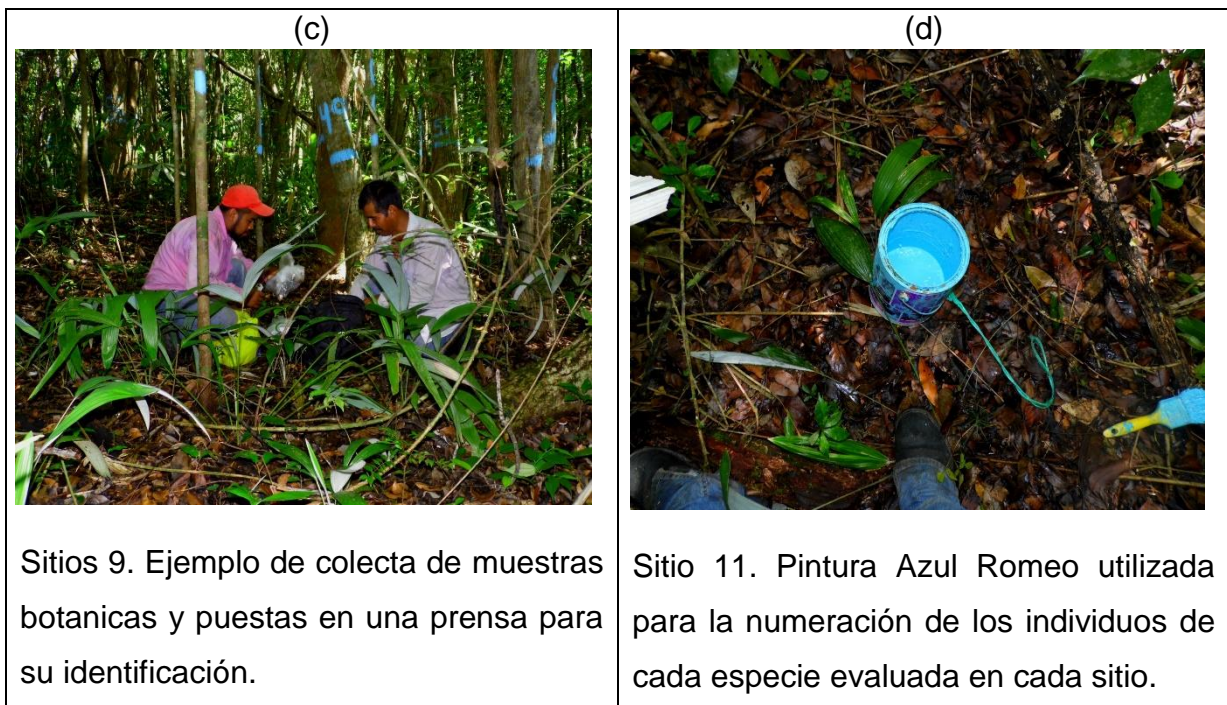 (c)
(d)
49
Sitios 9. Ejemplo de colecta de muestras
botanicas y puestas en una prensa para
su identificación.
Sitio 11. Pintura Azul Romeo utilizada
para la numeración de los individuos de
cada especie evaluada en cada sitio.